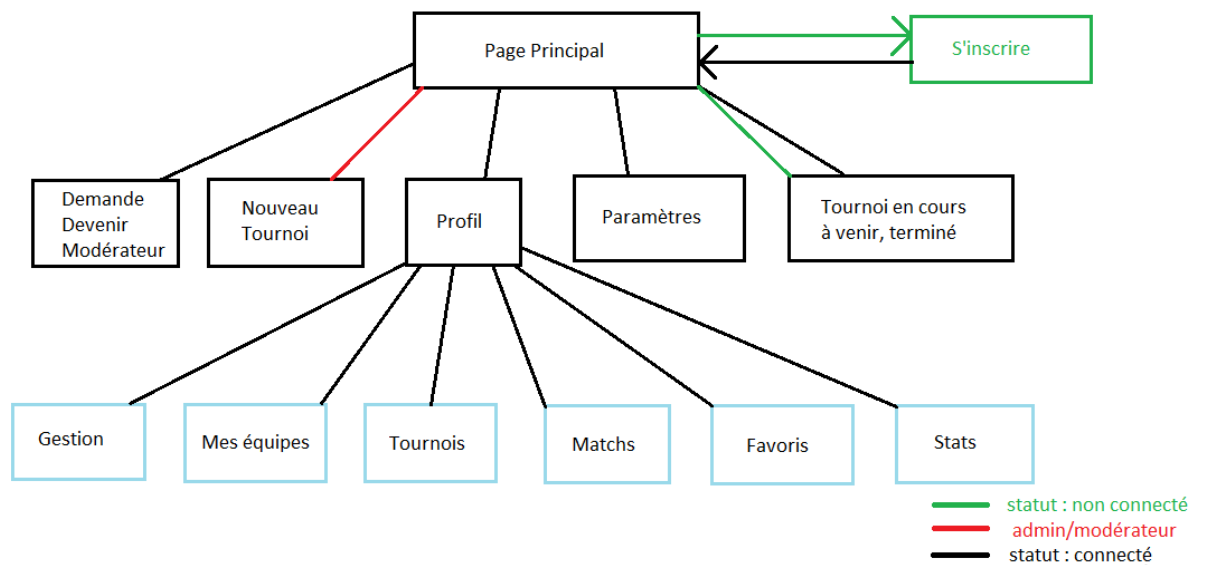 Page Principal
S'inscrire
Demande
Devenir
Modérateur
Nouveau
Tournoi
Profil
Paramètres
Tournoi en cours
à venir, terminé
Gestion
Mes équipes
Tournois
Matchs
Favoris
Stats
statut : non connecté
admin/modérateur
statut : connecté